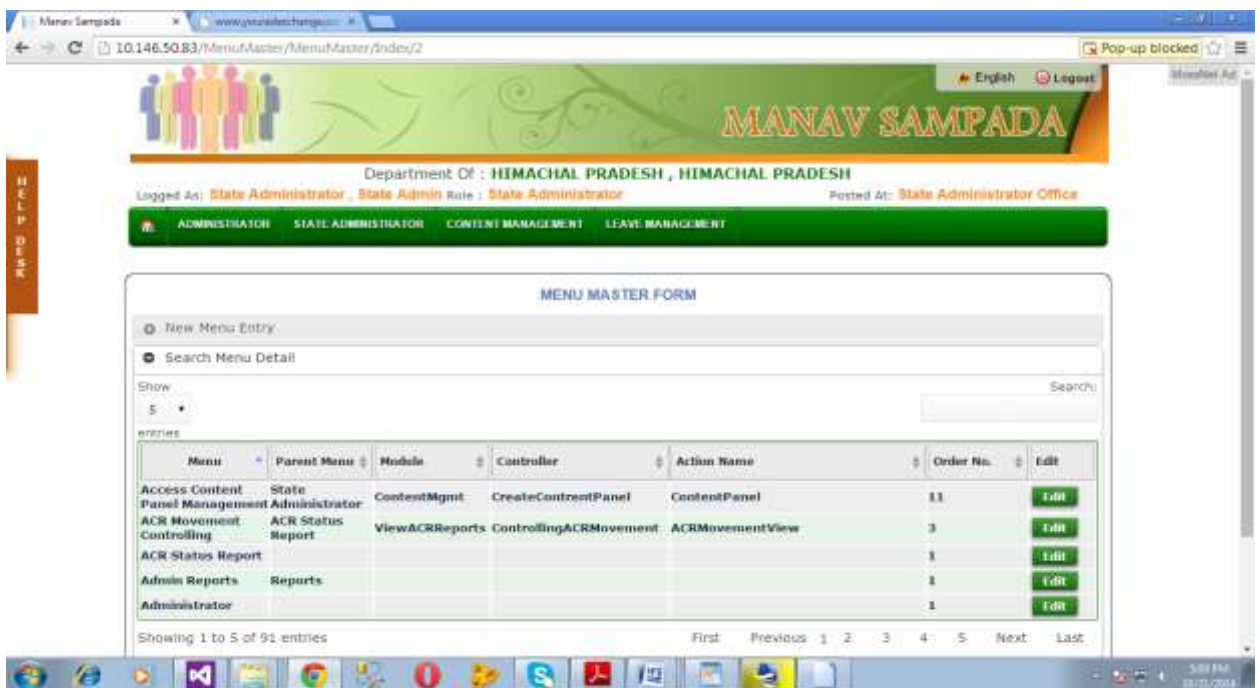 Manav Sampada
10.146.50.83/MenuMaster/MenuMaster/Index/2
Pop-up blocked
English Logout
MANAV SAMPADA
Department Of : HIMACHAL PRADESH , HIMACHAL PRADESH
Logged As: State Administrator , State Admin Role : State Administrator Posted At: State Administrator Office
HELP DESK
ADMINISTRATOR STATE ADMINISTRATOR CONTENT MANAGEMENT LEAVE MANAGEMENT
MENU MASTER FORM
New Menu Entry
Search Menu Detail
Show Search:
5
entries
Menu Parent Menu Module Controller Action Name Order No. Edit
Access Content State
Panel Management Administrator ContentMgmt CreateContrentPanel ContentPanel 11 Edit
ACR Movement ACR Status
Controlling Report ViewACRReports ControllingACRMovement ACRMovementView 3 Edit
ACR Status Report 1 Edit
Admin Reports Reports 1 Edit
Administrator 1 Edit
Showing 1 to 5 of 91 entries First Previous 1 2 3 4 5 Next Last